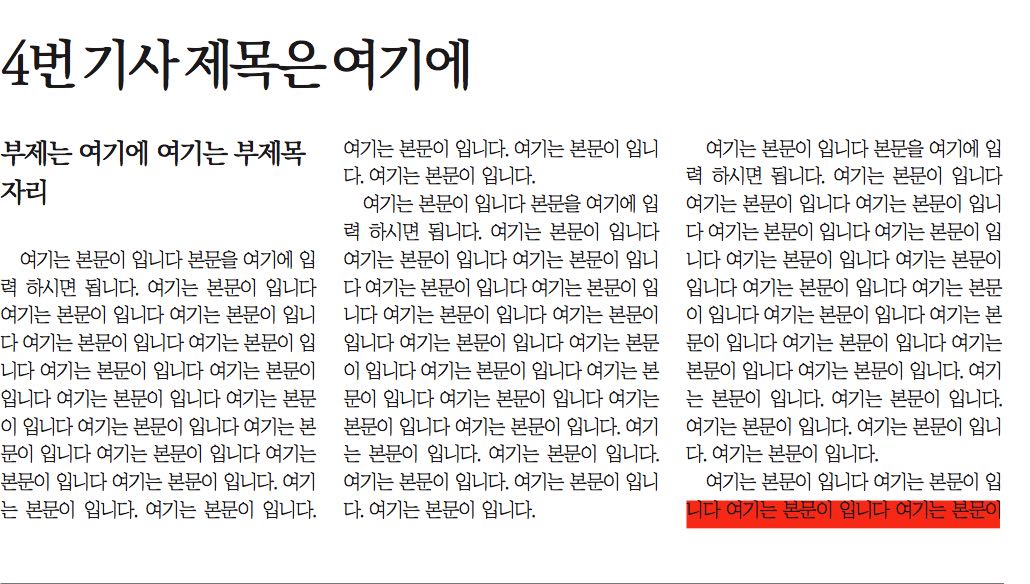 4번 기사 제목은 여기에
부제는 여기에 여기는 부제목
자리
여기는 본문이 입니다 본문을 여기에 입
력 하시면 됩니다. 여기는 본문이 입니다
여기는 본문이 입니다 여기는 본문이 입니
다 여기는 본문이 입니다 여기는 본문이 입
니다 여기는 본문이 입니다 여기는 본문이
입니다 여기는 본문이 입니다 여기는 본문
이 입니다 여기는 본문이 입니다 여기는 본
문이 입니다 여기는 본문이 입니다 여기는
본문이 입니다 여기는 본문이 입니다. 여기
는 본문이 입니다. 여기는 본문이 입니다.
여기는 본문이 입니다. 여기는 본문이 입니
다. 여기는 본문이 입니다.
여기는 본문이 입니다 본문을 여기에 입
력 하시면 됩니다. 여기는 본문이 입니다
여기는 본문이 입니다 여기는 본문이 입니
다 여기는 본문이 입니다 여기는 본문이 입
니다 여기는 본문이 입니다 여기는 본문이
입니다 여기는 본문이 입니다 여기는 본문
이 입니다 여기는 본문이 입니다 여기는 본
문이 입니다 여기는 본문이 입니다 여기는
본문이 입니다 여기는 본문이 입니다. 여기
는 본문이 입니다. 여기는 본문이 입니다.
여기는 본문이 입니다. 여기는 본문이 입니
다. 여기는 본문이 입니다.
여기는 본문이 입니다 본문을 여기에 입
력 하시면 됩니다. 여기는 본문이 입니다
여기는 본문이 입니다 여기는 본문이 입니
다 여기는 본문이 입니다 여기는 본문이 입
니다 여기는 본문이 입니다 여기는 본문이
입니다 여기는 본문이 입니다 여기는 본문
이 입니다 여기는 본문이 입니다 여기는 본
문이 입니다 여기는 본문이 입니다 여기는
본문이 입니다 여기는 본문이 입니다. 여기
는 본문이 입니다. 여기는 본문이 입니다.
여기는 본문이 입니다. 여기는 본문이 입니
다. 여기는 본문이 입니다.
여기는 본문이 입니다 여기는 본문이 입
니다 여기는 본문이 입니다 여기는 본문이